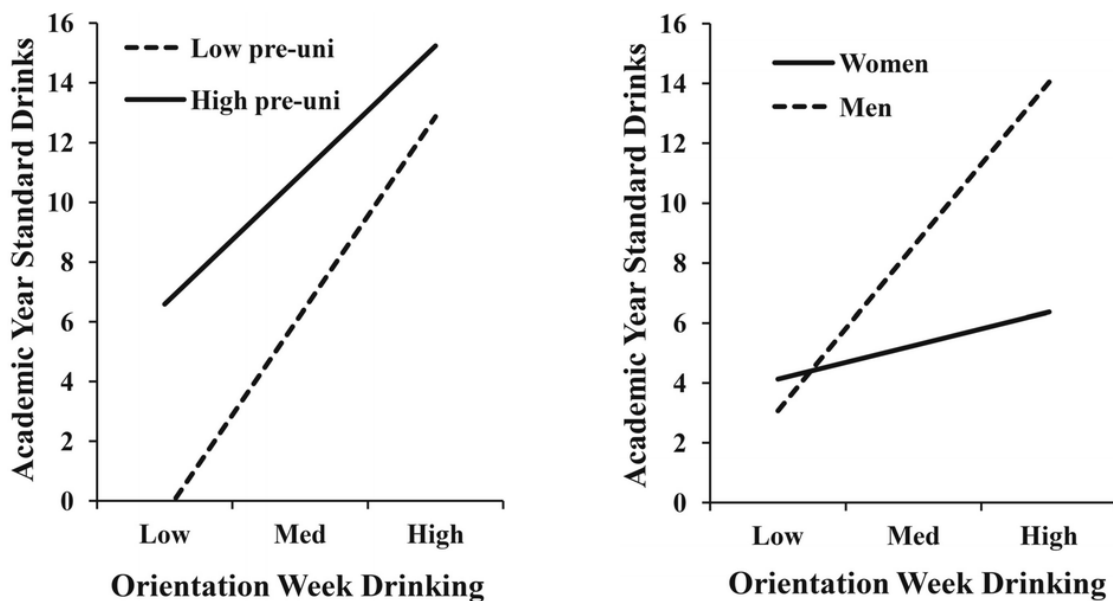 Academic Year Standard Drinks
16
14
12
10
8
6
4
2
0
Low pre-uni
High pre-uni
Low
Med
High
Orientation Week Drinking
Academic Year Standard Drinks
16
14
12
10
8
6
4
2
0
Women
Men
Low
Med
High
Orientation Week Drinking